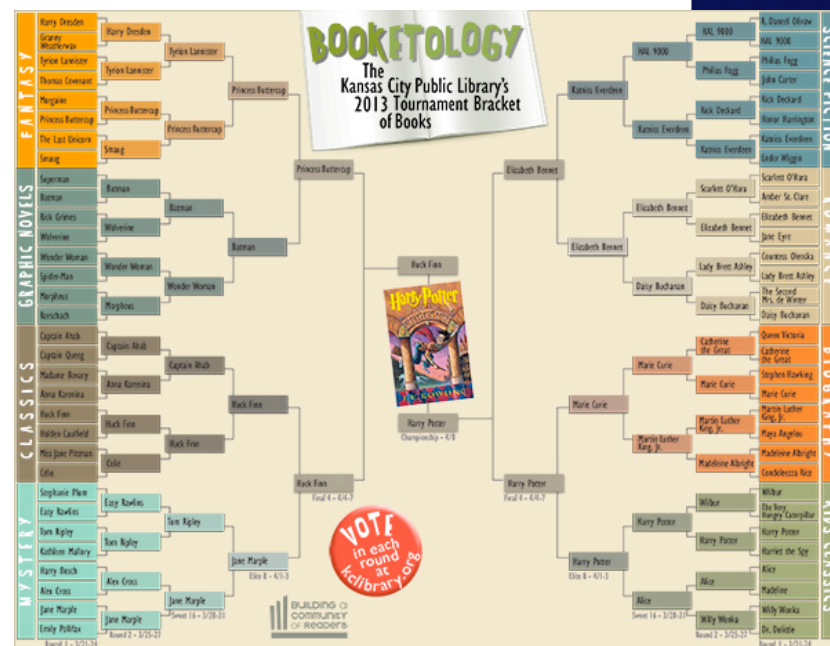 BOOKETOLOGY
The
Kansas City Public Library's
2013 Tournament Bracket
of Books
FANTASY
Harry Dresden
Granny
Weatherwax
Tyrion Lannister
Thomas Covenant
Morgaine
Princess Buttercup
The Last Unicorn
Smaug
Harry Dresden
Tyrion Lannister
Princess Buttercup
Smaug
Tyrion Lannister
Princess Buttercup
Princess Buttercup
Princess Buttercup
GRAPHIC NOVELS
Superman
Batman
Rick Grimes
Wolverine
Wonder Woman
Spider-Man
Morpheus
Rorschach
Batman
Wolverine
Wonder Woman
Morpheus
Batman
Wonder Woman
Batman
CLASSICS
Captain Ahab
Captain Queeg
Madame Bovary
Anna Karenina
Huck Finn
Holden Caulfield
Miss Jane Pittman
Celie
Captain Ahab
Anna Karenina
Huck Finn
Celie
Captain Ahab
Huck Finn
Huck Finn
Huck Finn
Final 4 - 4/4-7
MYSTERY
Stephanie Plum
Easy Rawlins
Tom Ripley
Kathleen Mallory
Harry Bosch
Alex Cross
Jane Marple
Emily Pollifax
Round 1 - 3/21-24
Easy Rawlins
Tom Ripley
Alex Cross
Jane Marple
Round 2 - 3/25-27
Tom Ripley
Jane Marple
Sweet 16 - 3/28-31
Jane Marple
Elite 8 - 4/1-3
Huck Finn
Harry Potter
J.K. ROWLING
Harry Potter
Championship - 4/8
VOTE
in each
round
at
kclibrary.org
BUILDING a
COMMUNITY
OF READERS
HAL 9000
Philias Fogg
Rick Deckard
Katniss Everdeen
R. Daneel Olivaw
HAL 9000
Philias Fogg
John Carter
Rick Deckard
Honor Harrington
Katniss Everdeen
Ender Wiggin
HAL 9000
Katniss Everdeen
Katniss Everdeen
Elizabeth Bennet
Scarlett O'Hara
Amber St. Clare
Elizabeth Bennet
Jane Eyre
Countess Olenska
Lady Brett Ashley
The Second
Mrs. de Winter
Daisy Buchanan
Scarlett O'Hara
Elizabeth Bennet
Lady Brett Ashley
Daisy Buchanan
Elizabeth Bennet
Daisy Buchanan
Elizabeth Bennet
Queen Victoria
Catherine
the Great
Stephen Hawking
Marie Curie
Martin Luther
King, Jr.
Maya Angelou
Madeleine Albright
Condoleezza Rice
Catherine
the Great
Marie Curie
Martin Luther
King, Jr.
Madeleine Albright
Marie Curie
Martin Luther
King, Jr.
Marie Curie
Harry Potter
Final 4 - 4/4-7
Wilbur
The Very
Hungry Caterpillar
Harry Potter
Harriet the Spy
Alice
Madeline
Willy Wonka
Dr. Dolittle
Round 1 - 3/21-24
Wilbur
Harry Potter
Alice
Willy Wonka
Round 2 - 3/25-27
Harry Potter
Alice
Sweet 16 - 3/28-31
Harry Potter
Elite 8 - 4/1-3